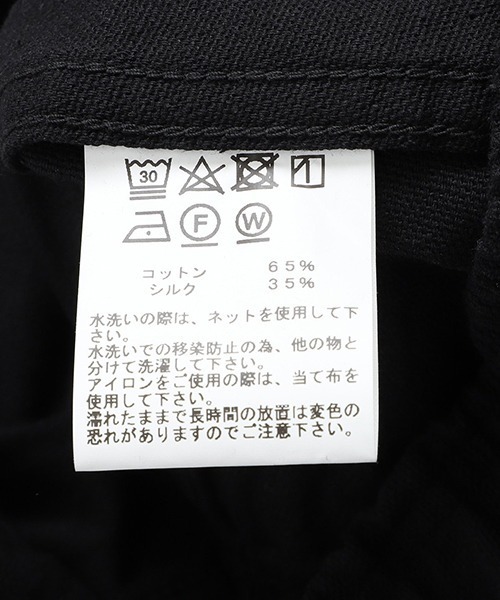 30
F W
コットン 65%
シルク 35%
水洗いの際は、ネットを使用して下
さい。
水洗いでの移染防止の為、他の物と
分けて洗濯して下さい。
アイロンをご使用の際は、当て布を
使用して下さい。
濡れたままで長時間の放置は変色の
恐れがありますのでご注意下さい。